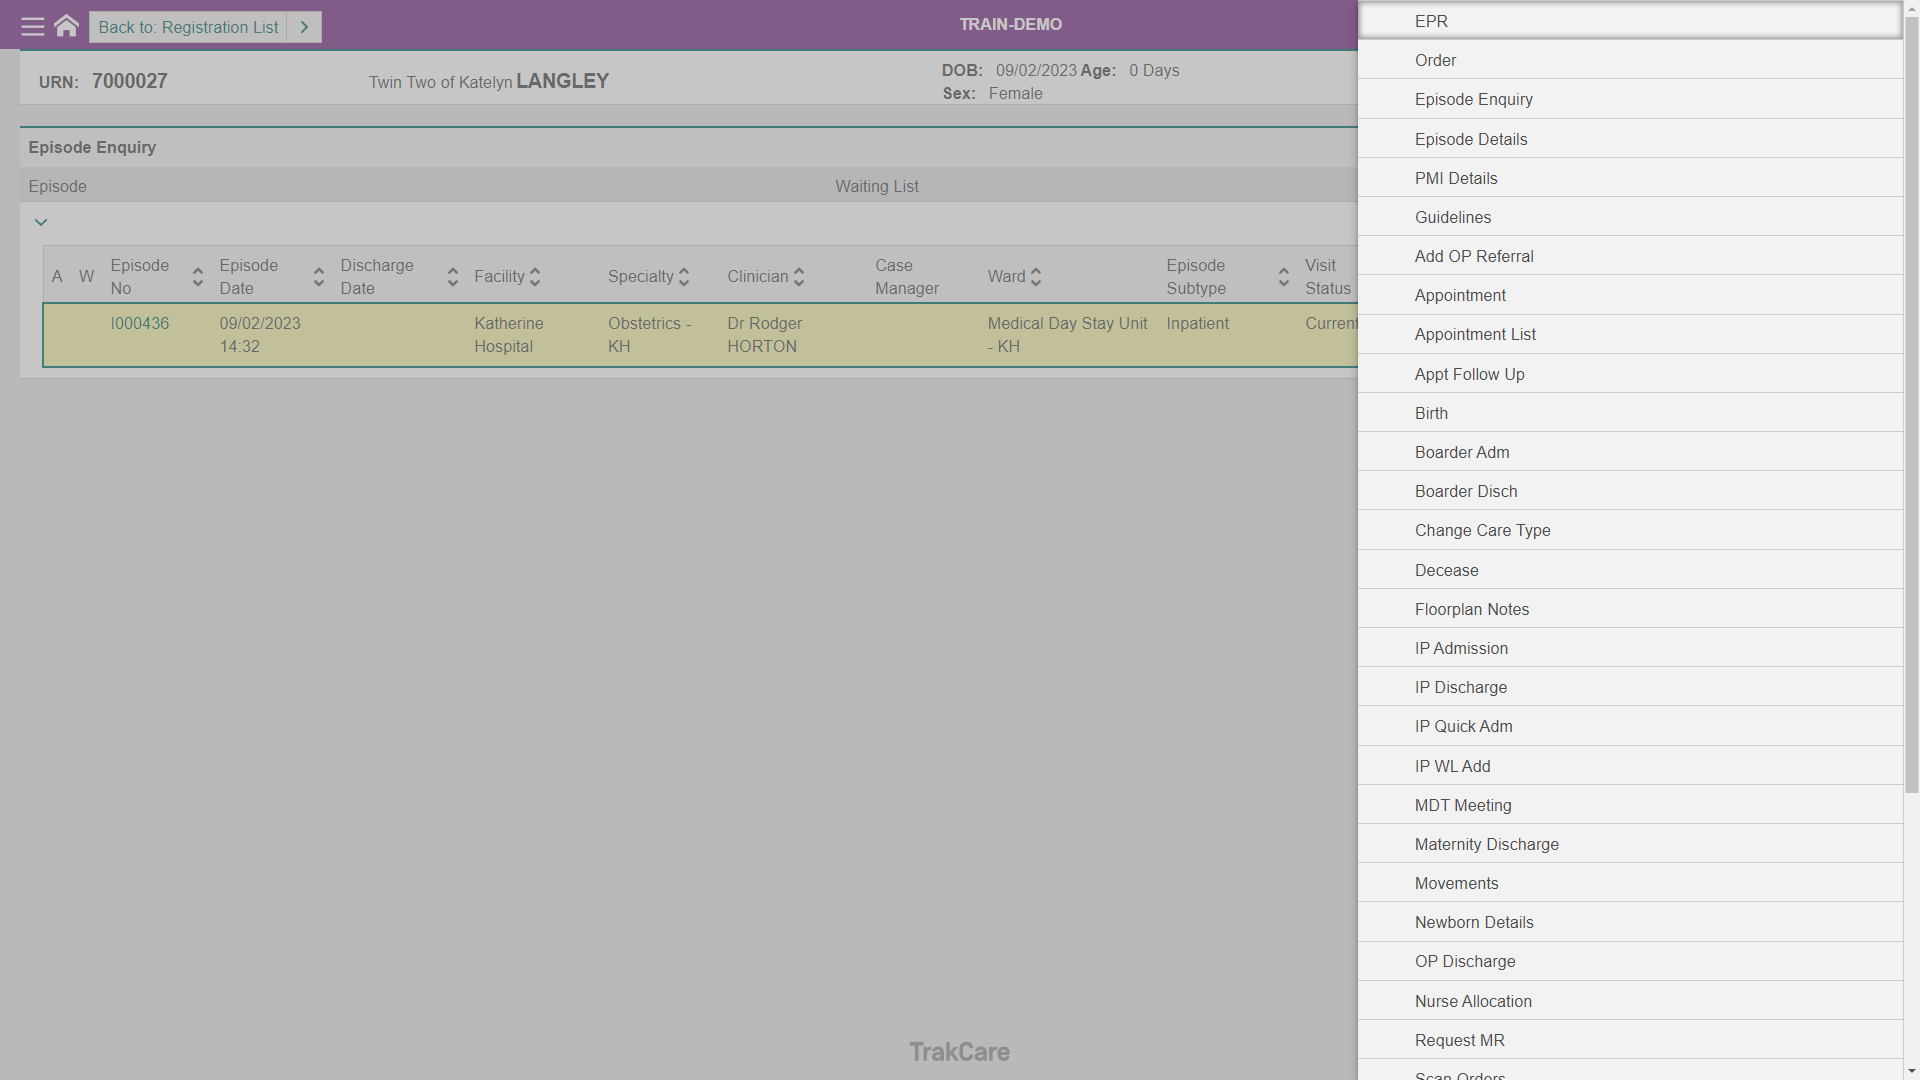 Back to: Registration List
TRAIN-DEMO
URN: 7000027
Twin Two of Katelyn LANGLEY
DOB: 09/02/2023 Age: 0 Days
Sex: Female
Episode Enquiry
Episode
Waiting List
A
W
Episode No
Episode Date
Discharge Date
Facility
Specialty
Clinician
Case Manager
Ward
Episode Subtype
Visit Status
I000436
09/02/2023
14:32
Katherine
Hospital
Obstetrics -
KH
Dr Rodger
HORTON
Medical Day Stay Unit
- KH
Inpatient
Current
TrakCare
EPR
Order
Episode Enquiry
Episode Details
PMI Details
Guidelines
Add OP Referral
Appointment
Appointment List
Appt Follow Up
Birth
Boarder Adm
Boarder Disch
Change Care Type
Decease
Floorplan Notes
IP Admission
IP Discharge
IP Quick Adm
IP WL Add
MDT Meeting
Maternity Discharge
Movements
Newborn Details
OP Discharge
Nurse Allocation
Request MR
Scan Orders